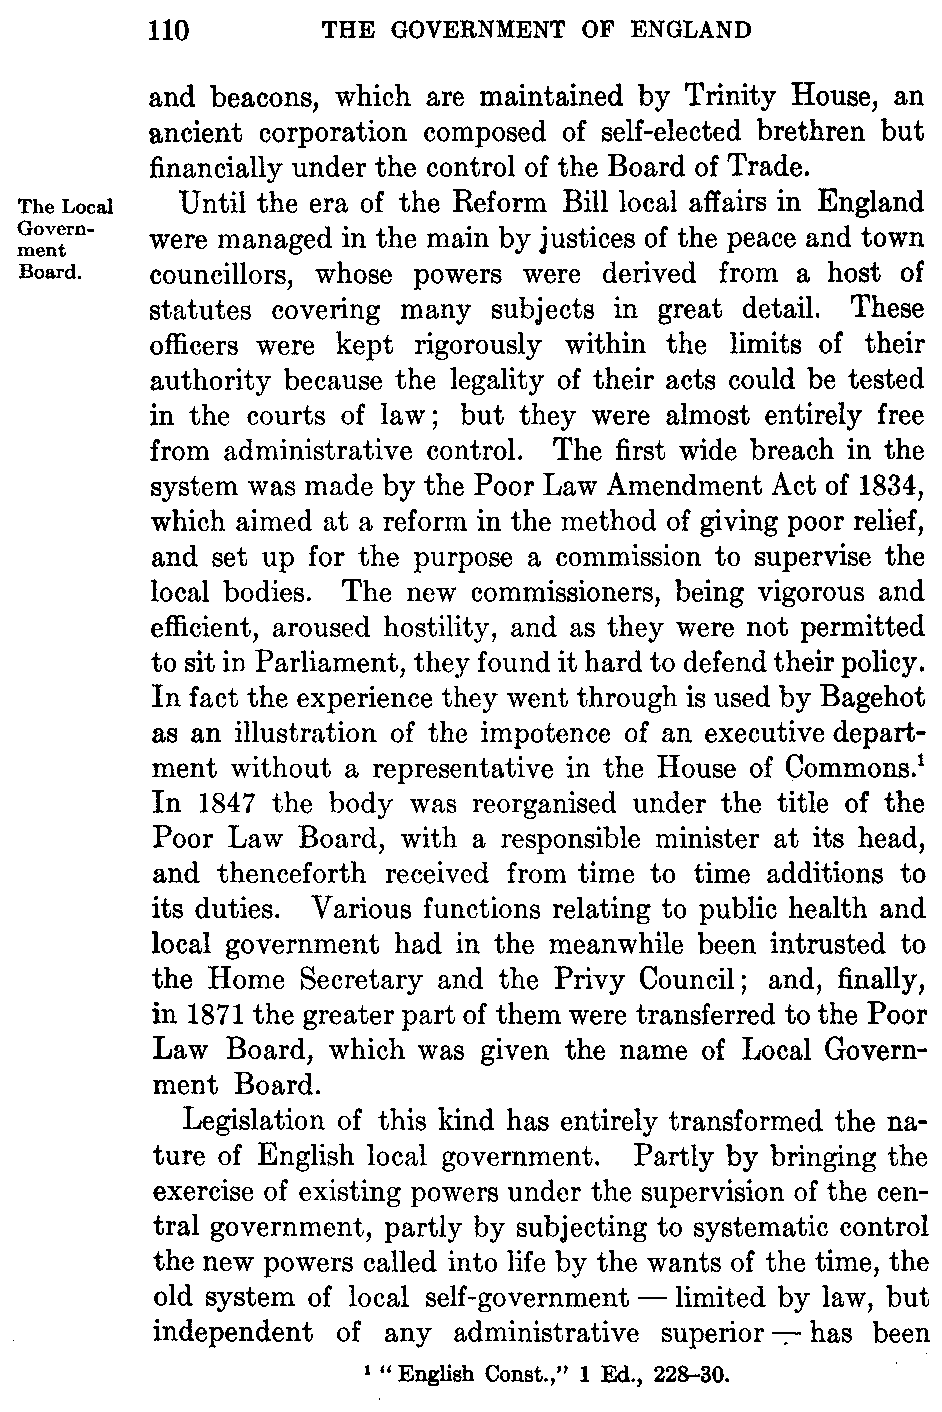 110 THE GOVERNMENT OF ENGLAND
and beacons, which are maintained by Trinity House, an
ancient corporation composed of self-elected brethren but
financially under the control of the Board of Trade.
The Local
Govern-
ment
Board.
Until the era of the Reform Bill local affairs in England
were managed in the main by justices of the peace and town
councillors, whose powers were derived from a host of
statutes covering many subjects in great detail. These
officers were kept rigorously within the limits of their
authority because the legality of their acts could be tested
in the courts of law; but they were almost entirely free
from administrative control. The first wide breach in the
system was made by the Poor Law Amendment Act of 1834,
which aimed at a reform in the method of giving poor relief,
and set up for the purpose a commission to supervise the
local bodies. The new commissioners, being vigorous and
efficient, aroused hostility, and as they were not permitted
to sit in Parliament, they found it hard to defend their policy.
In fact the experience they went through is used by Bagehot
as an illustration of the impotence of an executive depart-
ment without a representative in the House of Commons.¹
In 1847 the body was reorganised under the title of the
Poor Law Board, with a responsible minister at its head,
and thenceforth received from time to time additions to
its duties. Various functions relating to public health and
local government had in the meanwhile been intrusted to
the Home Secretary and the Privy Council; and, finally,
in 1871 the greater part of them were transferred to the Poor
Law Board, which was given the name of Local Govern-
ment Board.
Legislation of this kind has entirely transformed the na-
ture of English local government. Partly by bringing the
exercise of existing powers under the supervision of the cen-
tral government, partly by subjecting to systematic control
the new powers called into life by the wants of the time, the
old system of local self-government — limited by law, but
independent of any administrative superior — has been
¹ "English Const.," 1 Ed., 228–30.